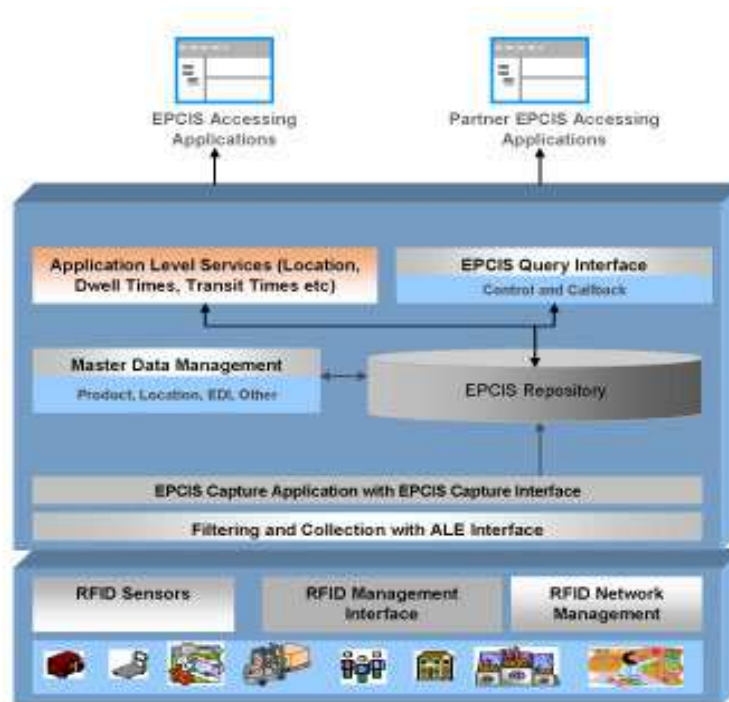 EPCIS Accessing
Applications
Partner EPCIS Accessing
Applications
Application Level Services (Location,
Dwell Times, Transit Times etc)
EPCIS Query Interface
Control and Callback
Master Data Management
Product, Location, EDI, Other
EPCIS Repository
EPCIS Capture Application with EPCIS Capture Interface
Filtering and Collection with ALE Interface
RFID Sensors
RFID Management
Interface
RFID Network
Management